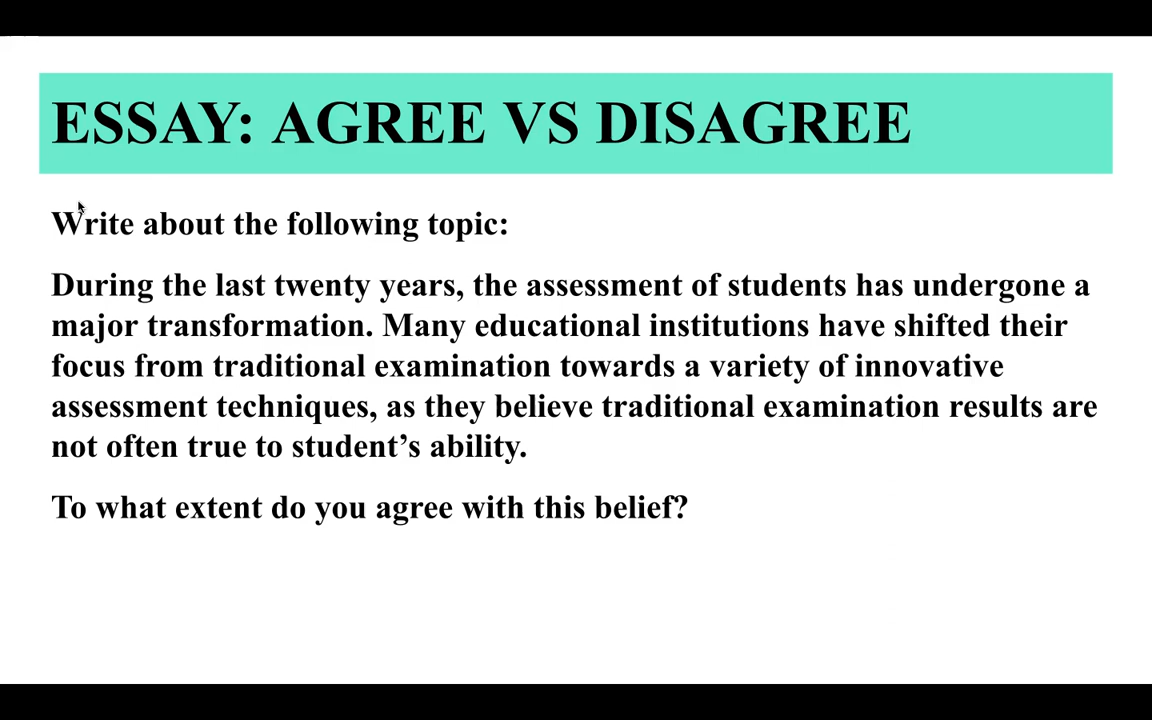 ESSAY: AGREE VS DISAGREE
Write about the following topic:
During the last twenty years, the assessment of students has undergone a
major transformation. Many educational institutions have shifted their
focus from traditional examination towards a variety of innovative
assessment techniques, as they believe traditional examination results are
not often true to student’s ability.
To what extent do you agree with this belief?